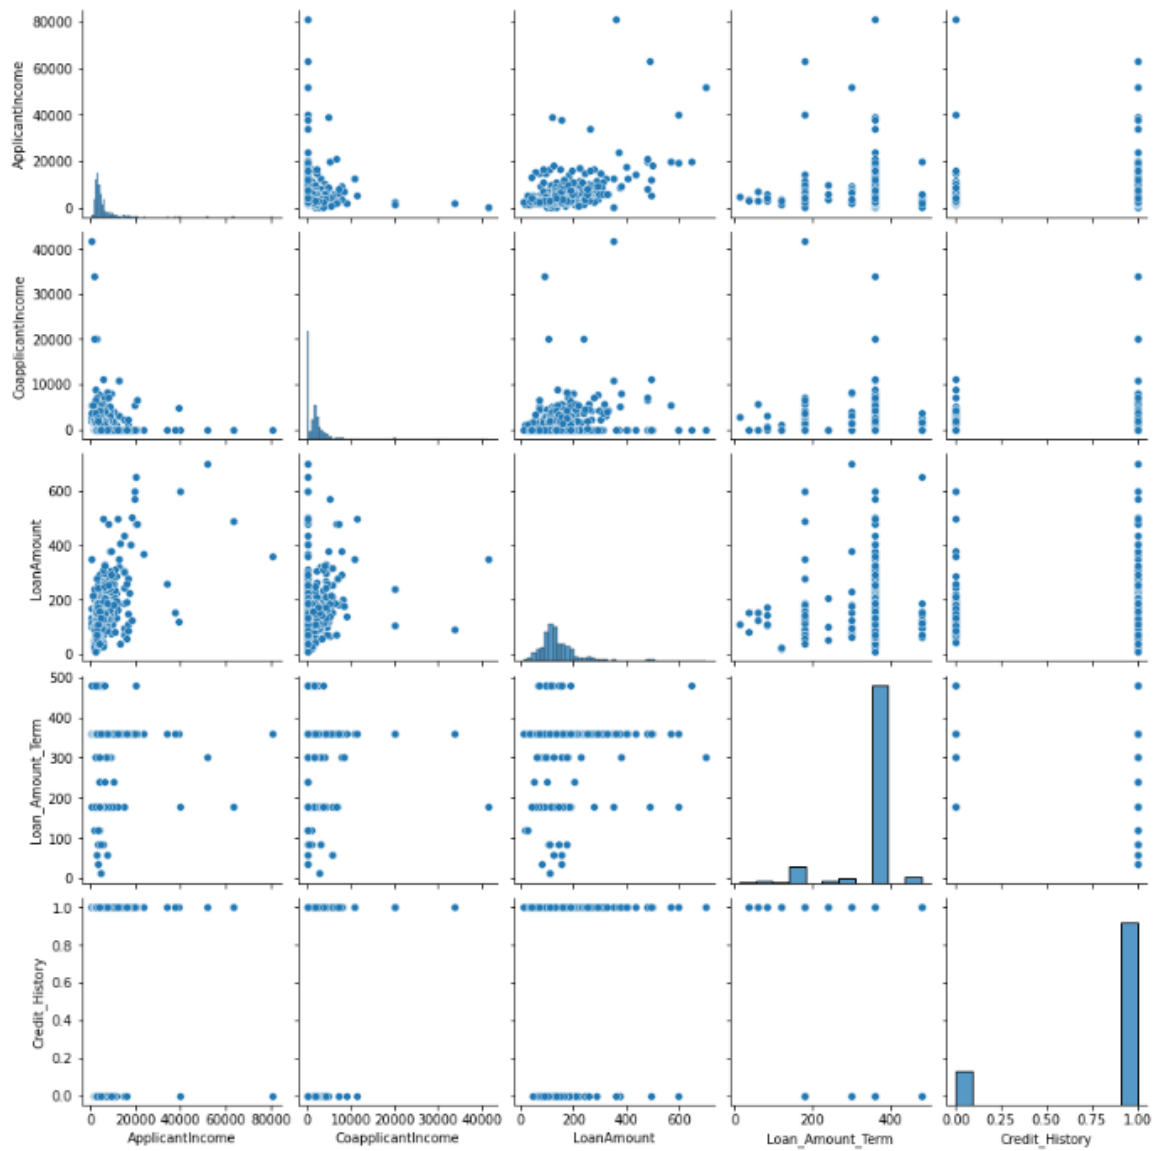 80000
60000
40000
20000
0
ApplicantIncome
40000
30000
20000
10000
0
CoapplicantIncome
600
400
200
0
LoanAmount
500
400
300
200
100
0
Loan_Amount_Term
1.0
0.8
0.6
0.4
0.2
0.0
Credit_History
0 20000 40000 60000 80000
ApplicantIncome
0 10000 20000 30000 40000
CoapplicantIncome
0 200 400 600
LoanAmount
0 200 400
Loan_Amount_Term
0.00 0.25 0.50 0.75 1.00
Credit_History